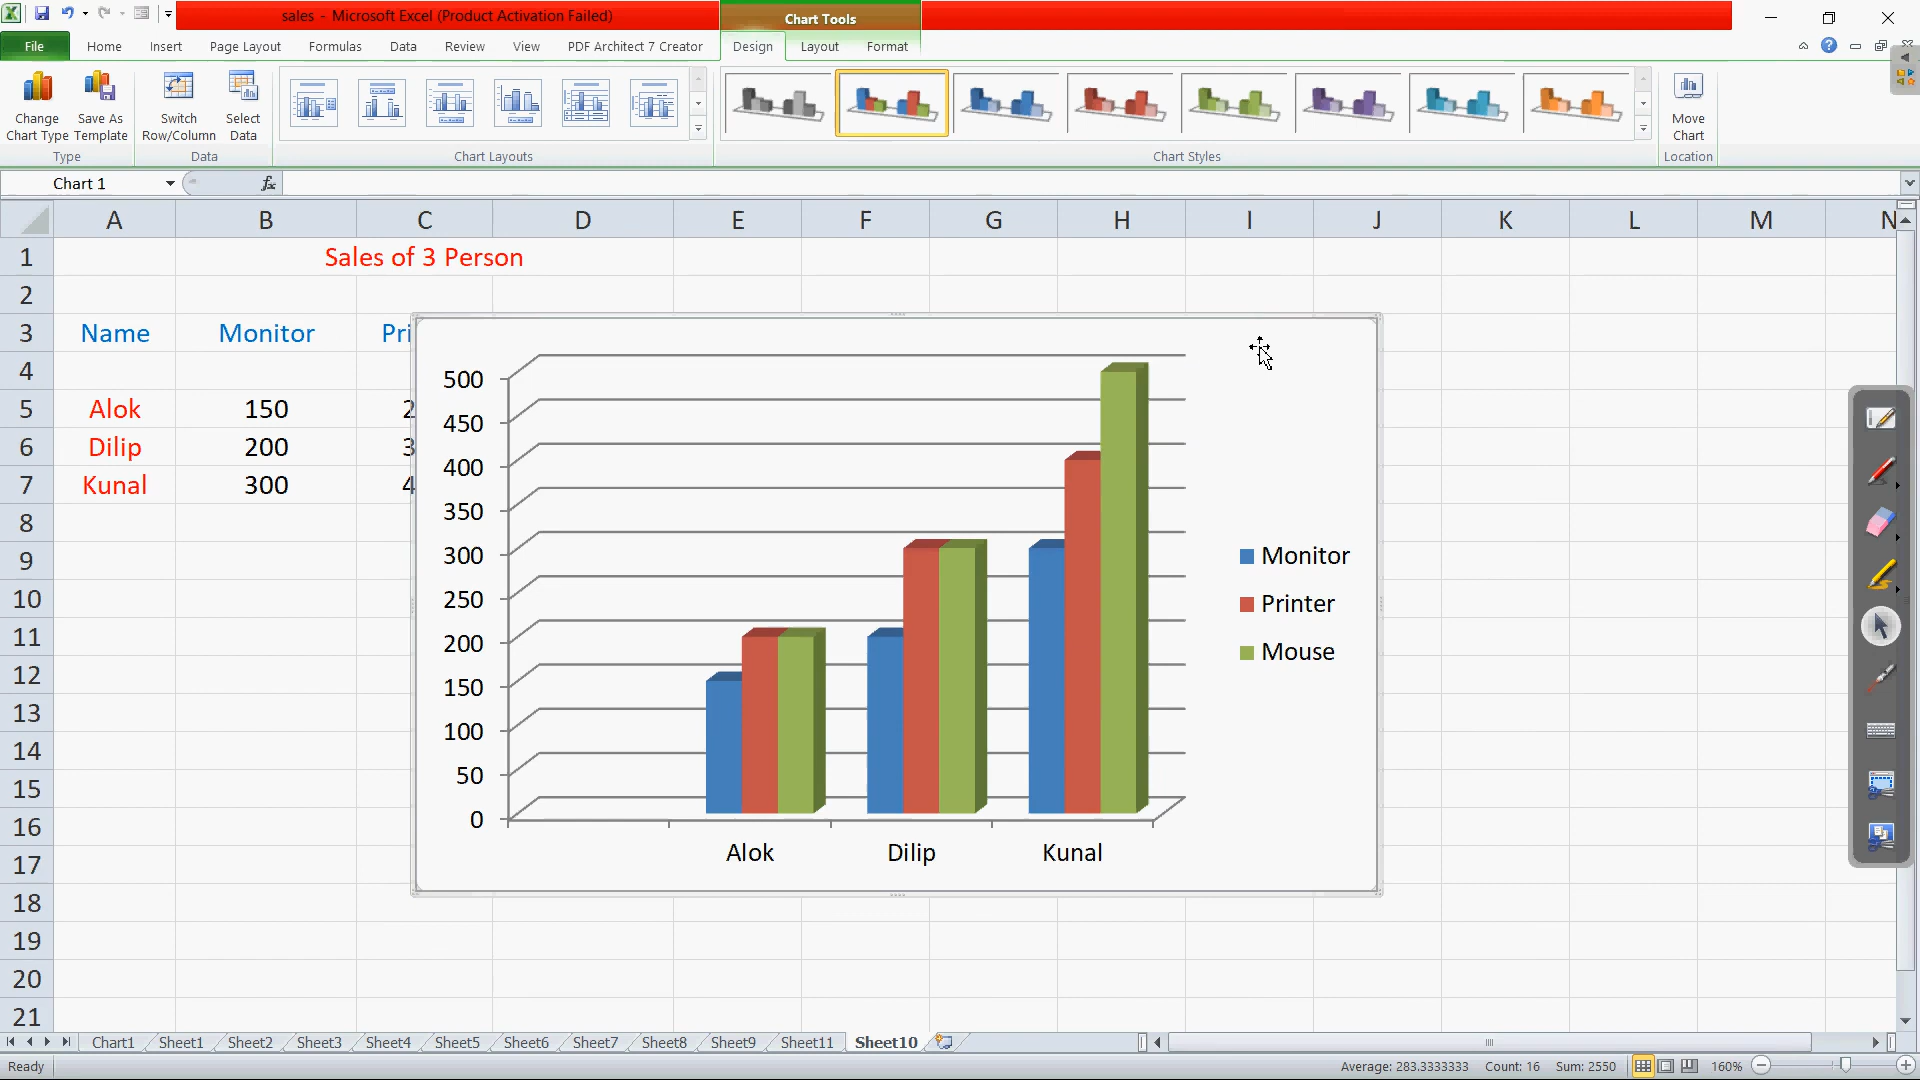 sales - Microsoft Excel (Product Activation Failed)
Chart Tools
File Home Insert Page Layout Formulas Data Review View PDF Architect 7 Creator Design Layout Format
Change Chart Type
Save As Template
Switch Row/Column
Select Data
Move Chart
Type Data Chart Layouts Chart Styles Location
Chart 1 fx
A B C D E F G H I J K L M N
1 Sales of 3 Person
2
3 Name Monitor Pri
4
5 Alok 150 2
6 Dilip 200 3
7 Kunal 300 4
8
9
10
11
12
13
14
15
16
17
18
19
20
21
500
450
400
350
300
250
200
150
100
50
0
Alok Dilip Kunal
Monitor
Printer
Mouse
Chart1 Sheet1 Sheet2 Sheet3 Sheet4 Sheet5 Sheet6 Sheet7 Sheet8 Sheet9 Sheet11 Sheet10
Ready Average: 283.3333333 Count: 16 Sum: 2550 160%